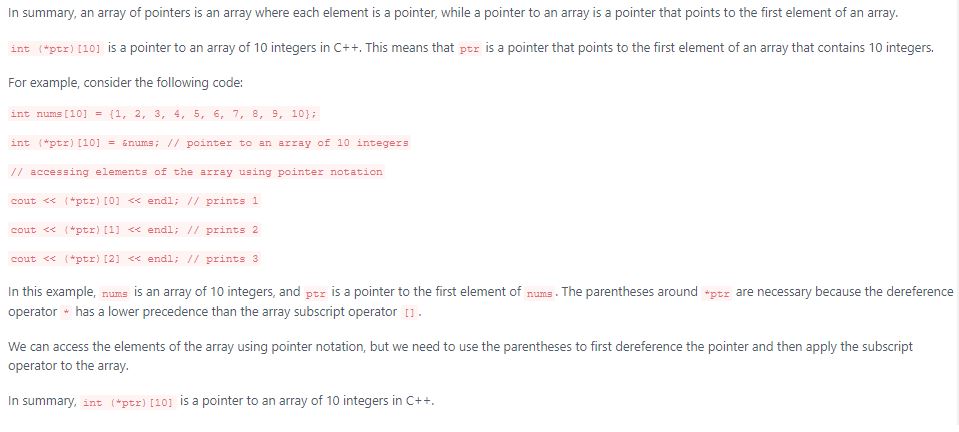 In summary, an array of pointers is an array where each element is a pointer, while a pointer to an array is a pointer that points to the first element of an array.
int (*ptr)[10] is a pointer to an array of 10 integers in C++. This means that ptr is a pointer that points to the first element of an array that contains 10 integers.
For example, consider the following code:
int nums[10] = {1, 2, 3, 4, 5, 6, 7, 8, 9, 10};
int (*ptr)[10] = &nums; // pointer to an array of 10 integers
// accessing elements of the array using pointer notation
cout << (*ptr)[0] << endl; // prints 1
cout << (*ptr)[1] << endl; // prints 2
cout << (*ptr)[2] << endl; // prints 3
In this example, nums is an array of 10 integers, and ptr is a pointer to the first element of nums. The parentheses around *ptr are necessary because the dereference
operator * has a lower precedence than the array subscript operator [].
We can access the elements of the array using pointer notation, but we need to use the parentheses to first dereference the pointer and then apply the subscript
operator to the array.
In summary, int (*ptr)[10] is a pointer to an array of 10 integers in C++.